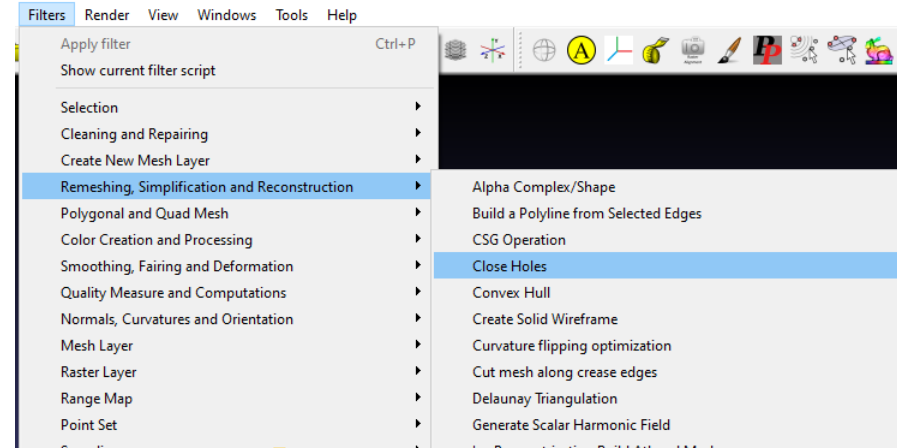 Filters Render View Windows Tools Help
Apply filter Ctrl+P
Show current filter script
Selection
Cleaning and Repairing
Create New Mesh Layer
Remeshing, Simplification and Reconstruction
Polygonal and Quad Mesh
Color Creation and Processing
Smoothing, Fairing and Deformation
Quality Measure and Computations
Normals, Curvatures and Orientation
Mesh Layer
Raster Layer
Range Map
Point Set
Alpha Complex/Shape
Build a Polyline from Selected Edges
CSG Operation
Close Holes
Convex Hull
Create Solid Wireframe
Curvature flipping optimization
Cut mesh along crease edges
Delaunay Triangulation
Generate Scalar Harmonic Field
A
PP